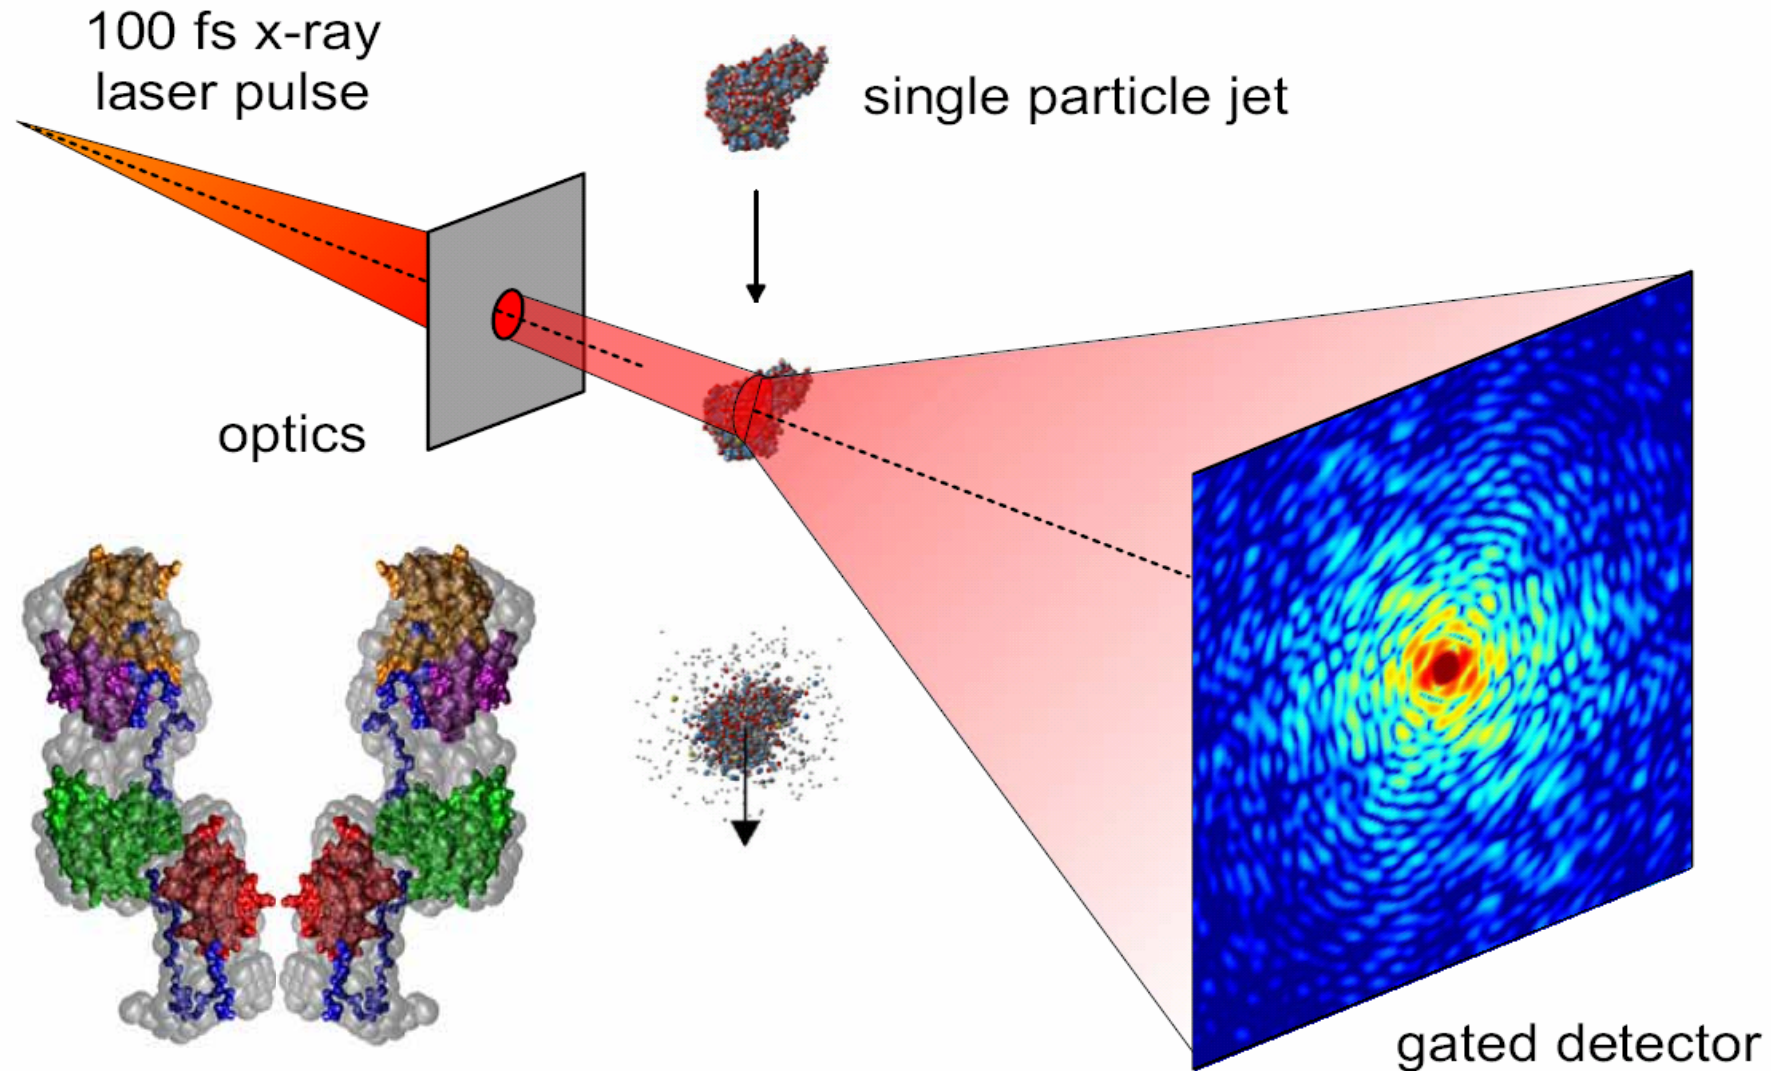 100 fs x-ray
laser pulse
single particle jet
optics
gated detector